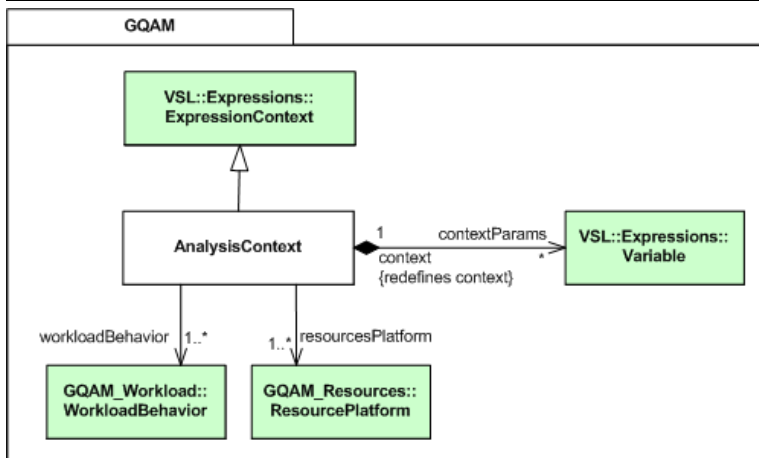 GQAM
VSL::Expressions::
ExpressionContext
AnalysisContext
1
contextParams
context
*
{redefines context}
VSL::Expressions::
Variable
workloadBehavior
1..*
1..*
resourcesPlatform
GQAM_Workload::
WorkloadBehavior
GQAM_Resources::
ResourcePlatform